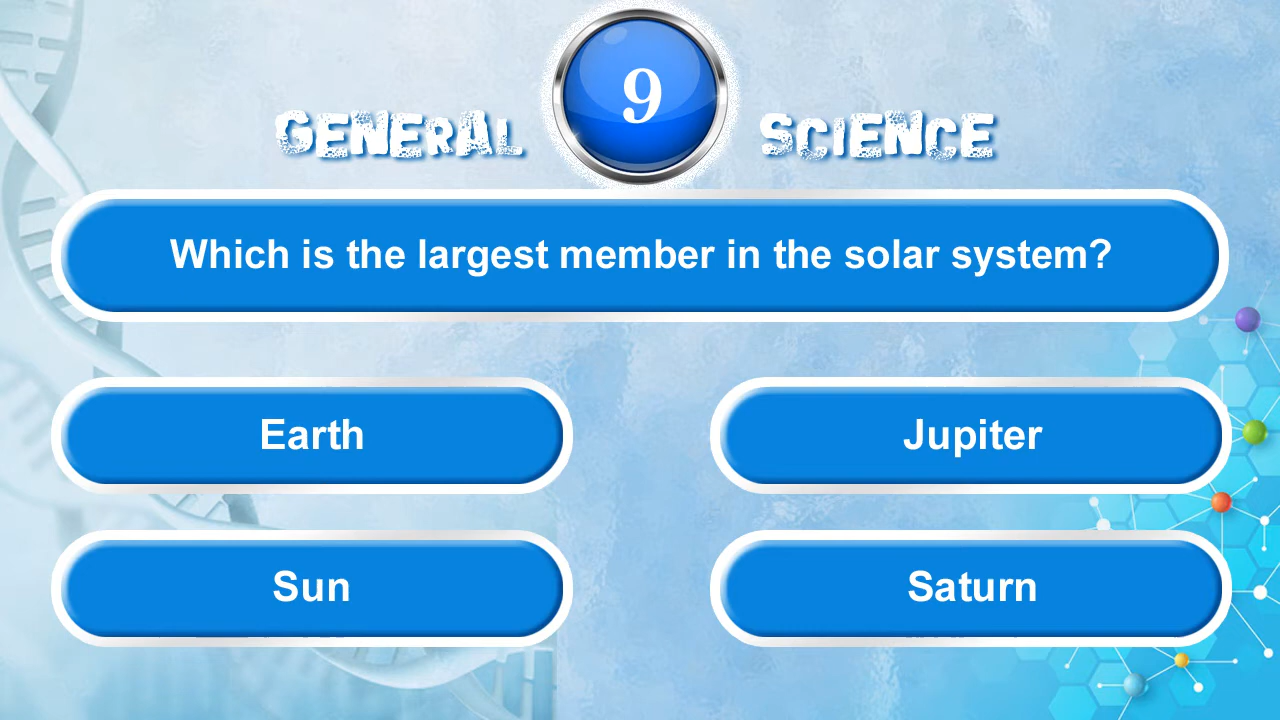 9
GENERAL SCIENCE
Which is the largest member in the solar system?
Earth
Jupiter
Sun
Saturn